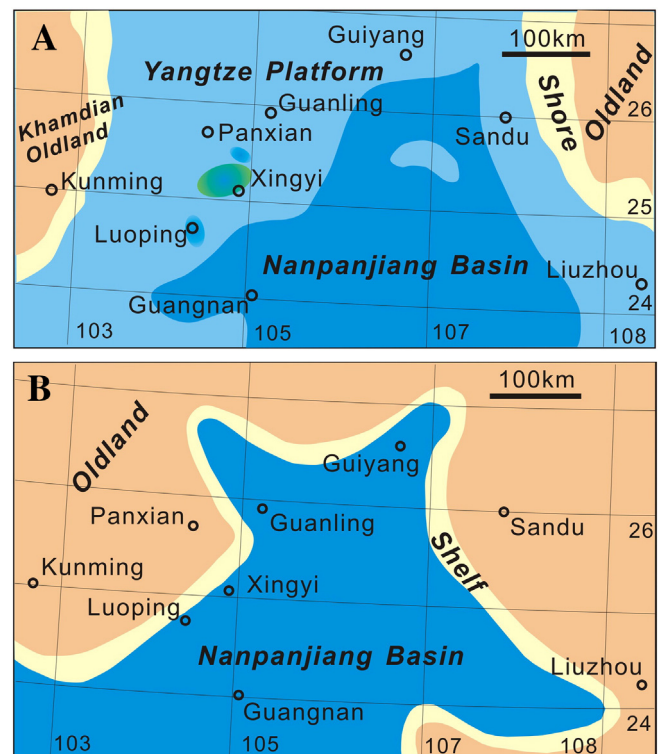 A
Guiyang
100km
Yangtze Platform
Guanling
Khamdian
Oldland
Panxian
Sandu
Shore
Oldland
26
Kunming
Xingyi
25
Luoping
Nanpanjiang Basin
Liuzhou
Guangnan
24
103
105
107
108
B
100km
Oldland
Guiyang
Panxian
Guanling
Sandu
26
Kunming
Shelf
Xingyi
Luoping
Nanpanjiang Basin
Liuzhou
Guangnan
24
103
105
107
108